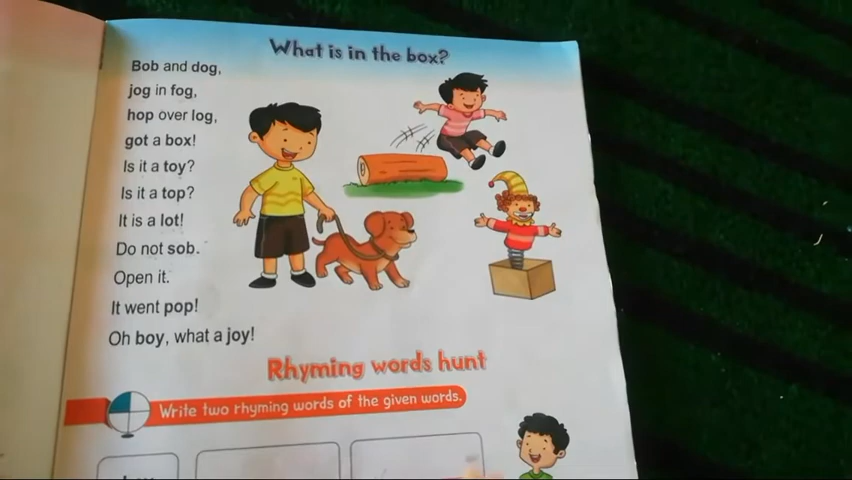 What is in the box?
Bob and dog,
jog in fog,
hop over log,
got a box!
Is it a toy?
Is it a top?
It is a lot!
Do not sob.
Open it.
It went pop!
Oh boy, what a joy!
Rhyming words hunt
Write two rhyming words of the given words.